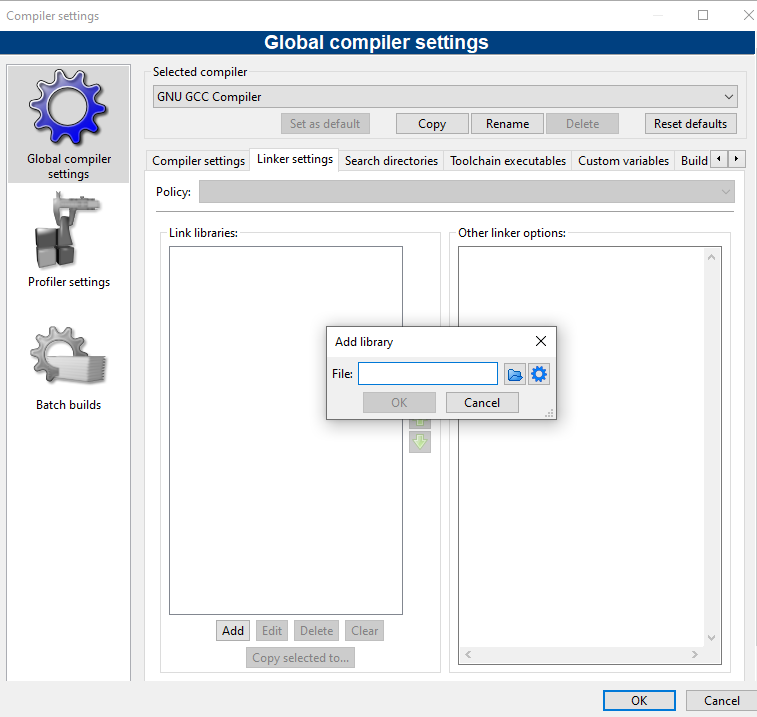 Compiler settings
Global compiler settings
Global compiler
settings
Profiler settings
Batch builds
Selected compiler
GNU GCC Compiler
Set as default
Copy
Rename
Delete
Reset defaults
Compiler settings
Linker settings
Search directories
Toolchain executables
Custom variables
Build
Policy:
Link libraries:
Other linker options:
Add library
File:
OK
Cancel
Add
Edit
Delete
Clear
Copy selected to...
OK
Cancel